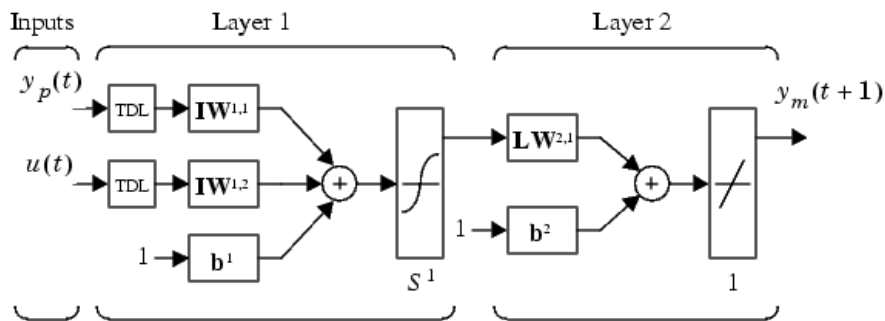 Inputs Layer 1 Layer 2
y_p(t) y_m(t + 1)
TDL IW^{1,1} LW^{2,1}
u(t)
TDL IW^{1,2}
1 b^1 1 b^2
S^1 1